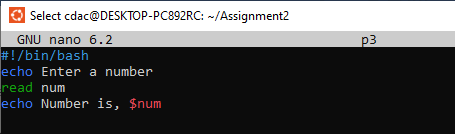 Select cdac@DESKTOP-PC892RC: ~/Assignment2
GNU nano 6.2 p3
#!/bin/bash
echo Enter a number
read num
echo Number is, $num